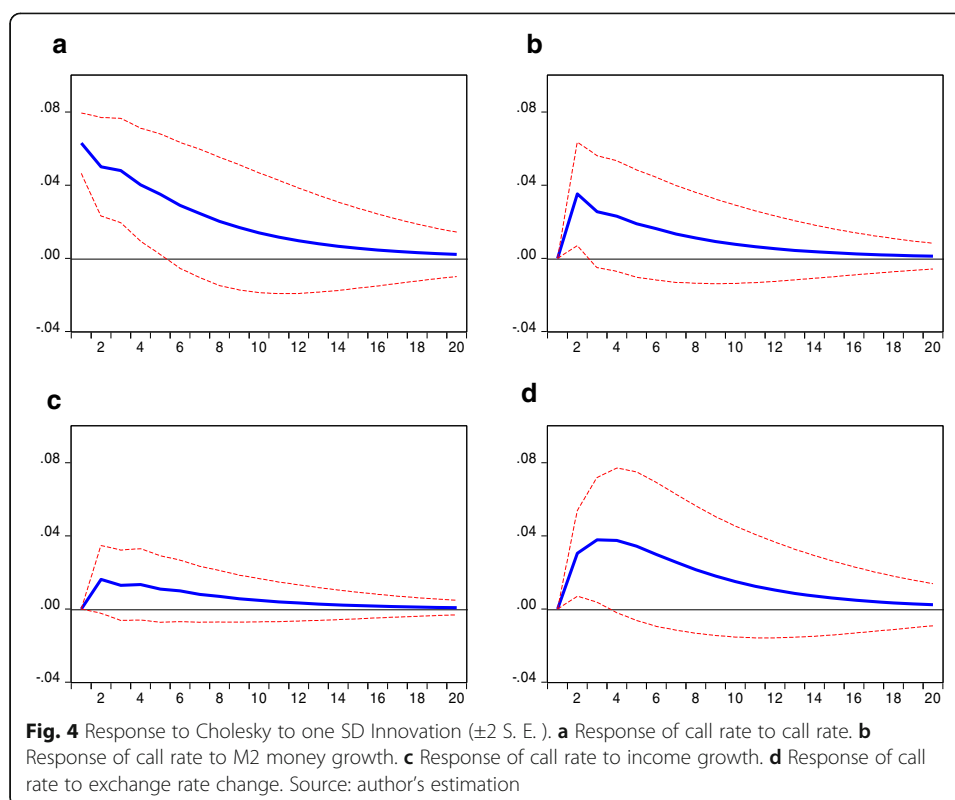 a
.08
.04
.00
-.04
2 4 6 8 10 12 14 16 18 20
b
.08
.04
.00
-.04
2 4 6 8 10 12 14 16 18 20
c
.08
.04
.00
-.04
2 4 6 8 10 12 14 16 18 20
d
.08
.04
.00
-.04
2 4 6 8 10 12 14 16 18 20
Fig. 4 Response to Cholesky to one SD Innovation (±2 S. E. ). a Response of call rate to call rate. b
Response of call rate to M2 money growth. c Response of call rate to income growth. d Response of call
rate to exchange rate change. Source: author's estimation